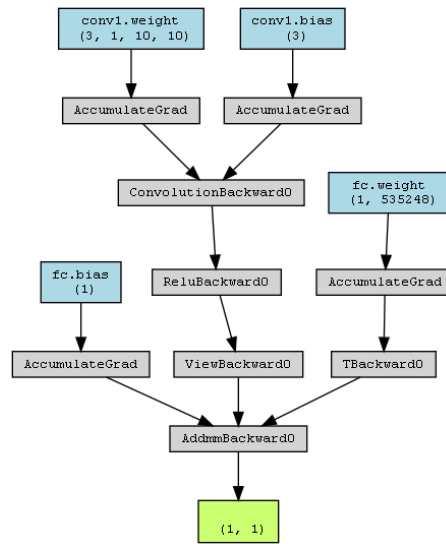 conv1.weight
(3, 1, 10, 10)
conv1.bias
(3)
AccumulateGrad
AccumulateGrad
ConvolutionBackward0
fc.weight
(1, 535248)
fc.bias
(1)
ReluBackward0
AccumulateGrad
AccumulateGrad
ViewBackward0
TBackward0
AddmmBackward0
(1, 1)